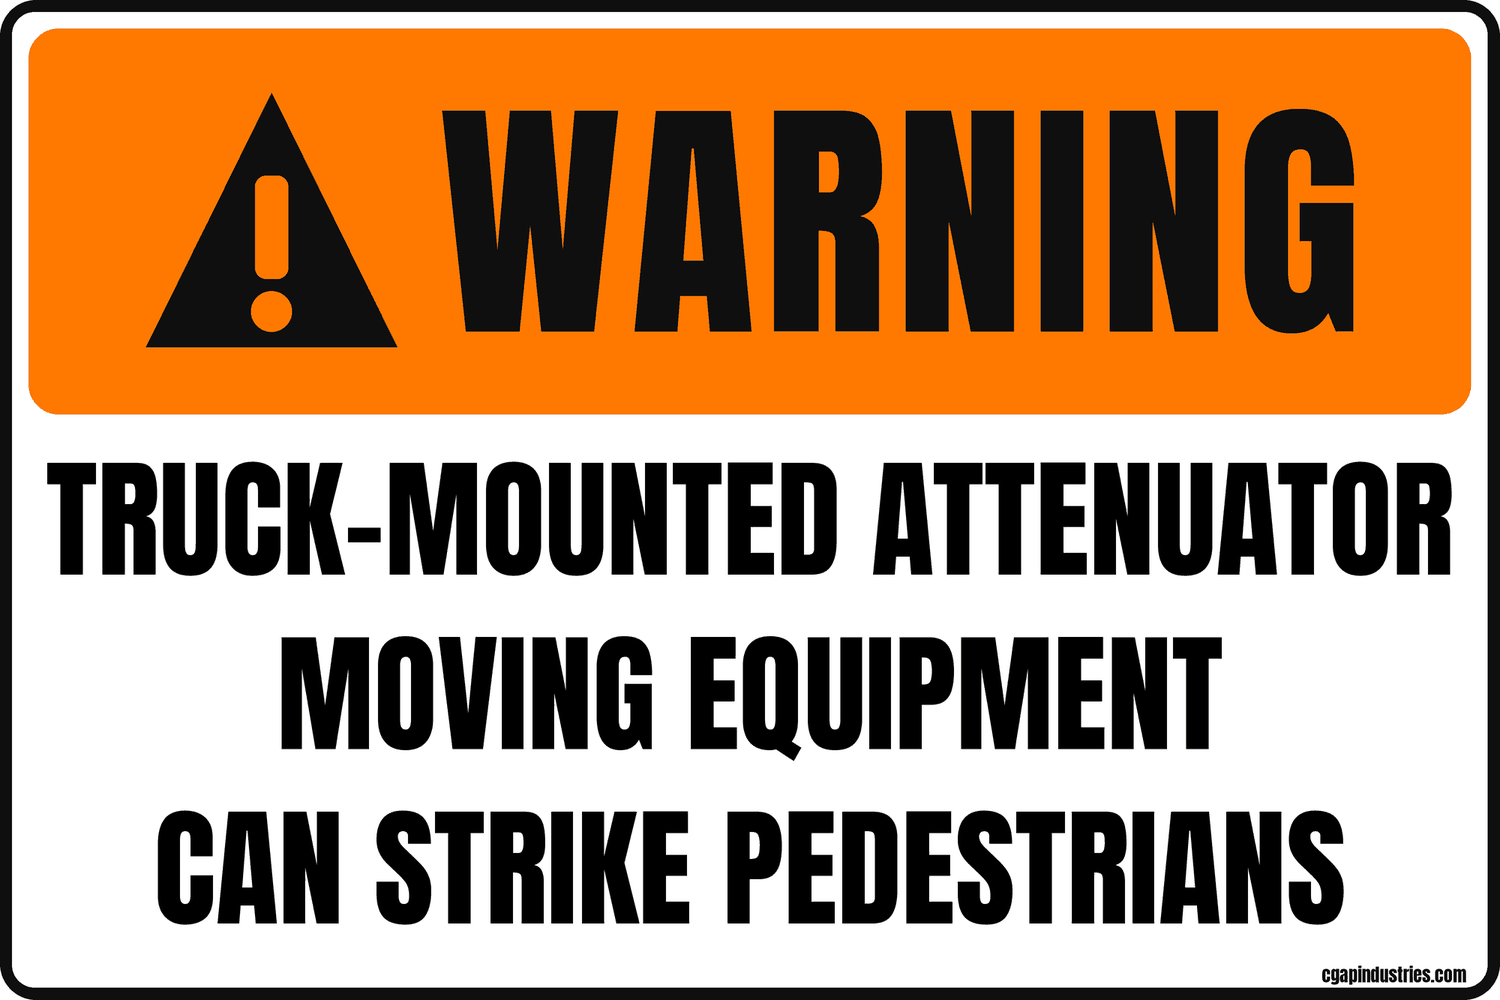 WARNING
TRUCK-MOUNTED ATTENUATOR
MOVING EQUIPMENT
CAN STRIKE PEDESTRIANS
cgapindustries.com